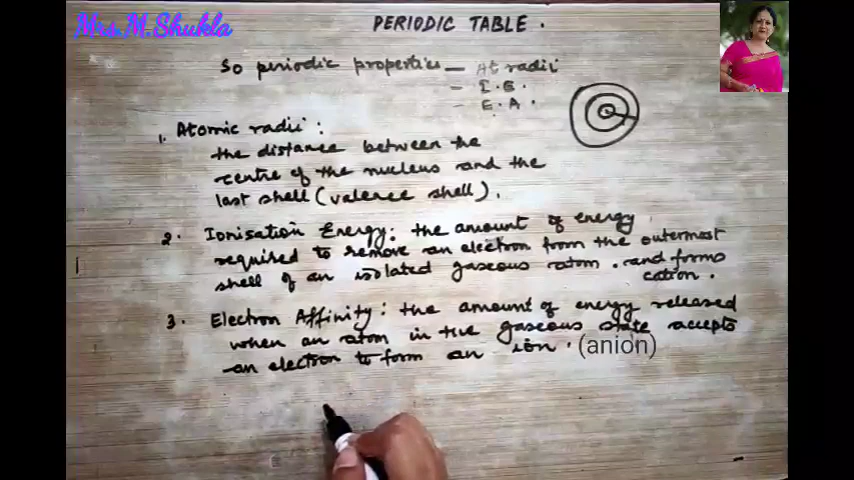 Mrs.M.Shukla
PERIODIC TABLE.
So periodic properties — At radii
- I.E.
- E.A.
1. Atomic radii:
the distance between the
centre of the nucleus and the
last shell (valence shell).
2. Ionisation Energy: the amount of energy
required to remove an electron from the outermost
shell of an isolated gaseous atom. and forms
cation.
3. Electron Affinity: the amount of energy released
when an atom in the gaseous state accepts
an electron to form an ion. (anion)